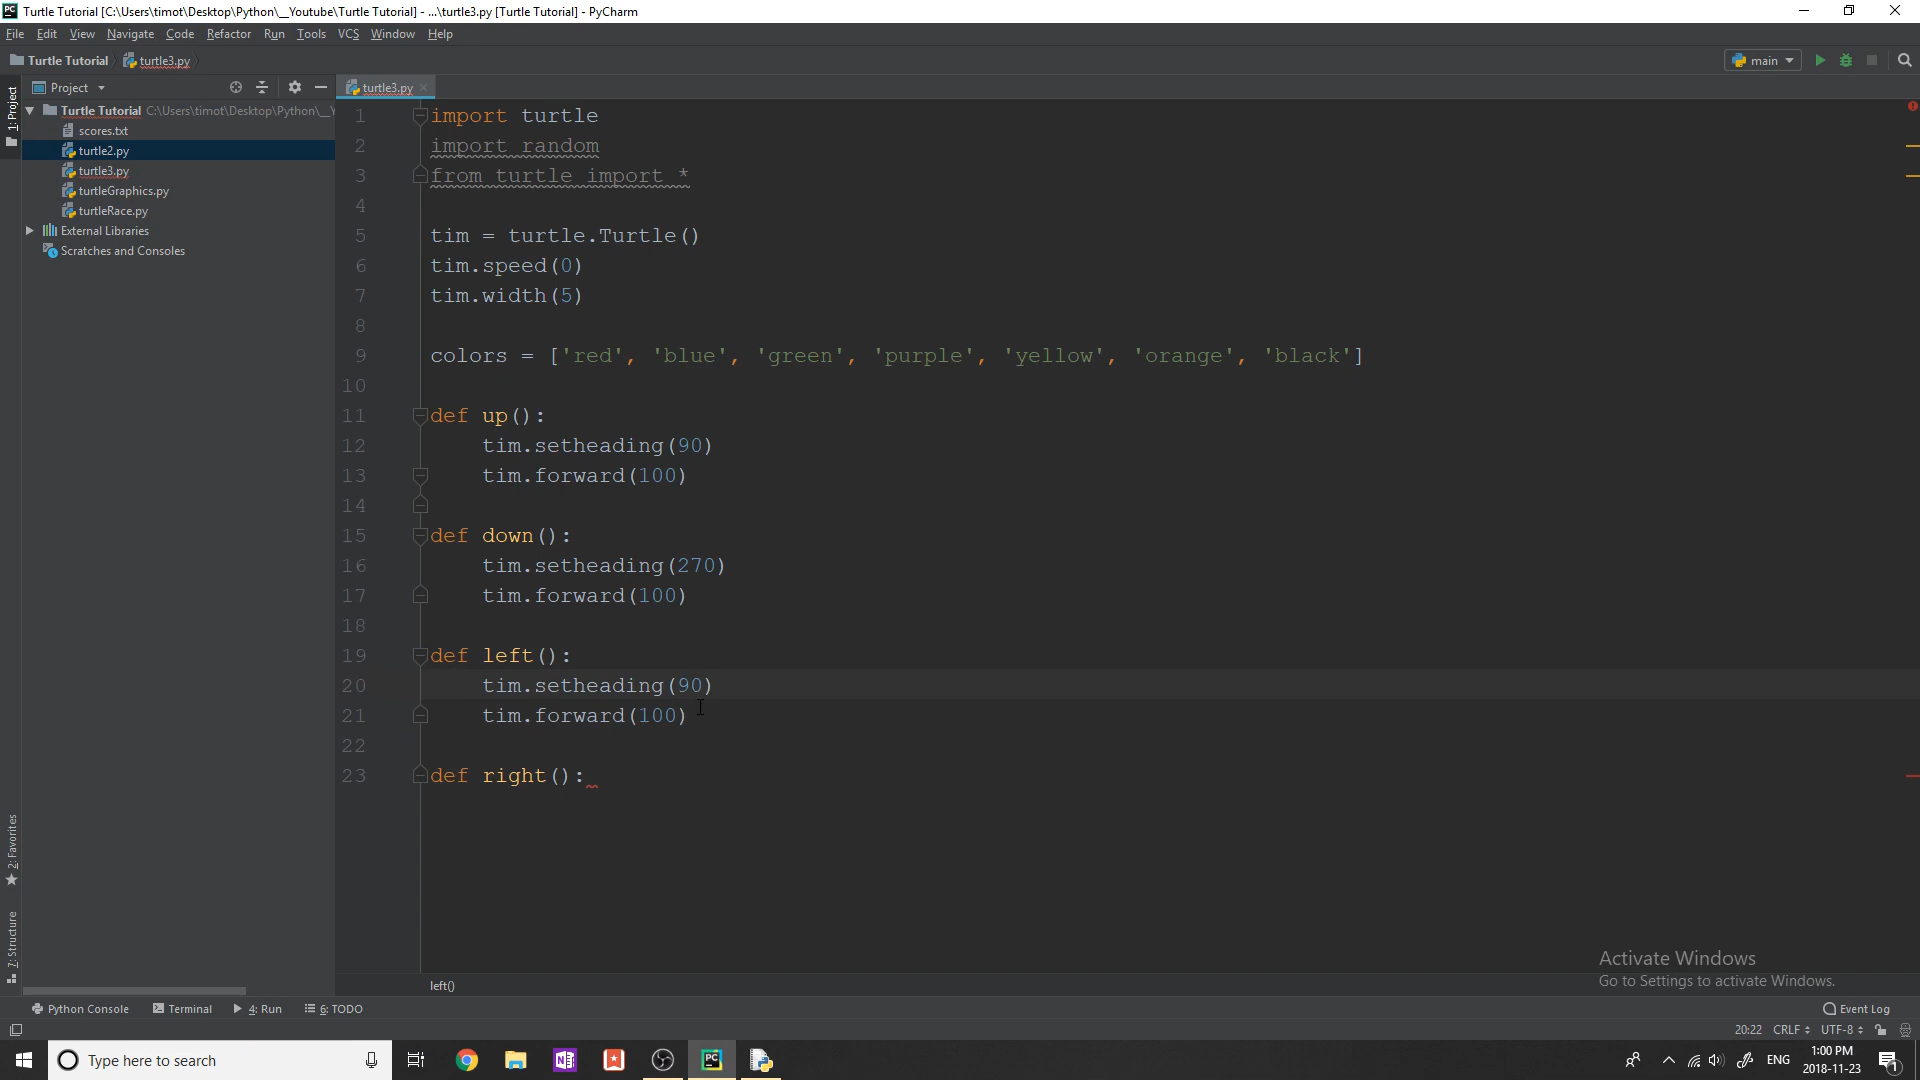 Turtle Tutorial [C:\Users\timot\Desktop\Python\__Youtube\Turtle Tutorial] - ...\turtle3.py [Turtle Tutorial] - PyCharm
File Edit View Navigate Code Refactor Run Tools VCS Window Help
Turtle Tutorial turtle3.py main
1: Project
Project turtle3.py
Turtle Tutorial C:\Users\timot\Desktop\Python\__Y
scores.txt
turtle2.py
turtle3.py
turtleGraphics.py
turtleRace.py
External Libraries
Scratches and Consoles
1 import turtle
2 import random
3 from turtle import *
4
5 tim = turtle.Turtle()
6 tim.speed(0)
7 tim.width(5)
8
9 colors = ['red', 'blue', 'green', 'purple', 'yellow', 'orange', 'black']
10
11 def up():
12 tim.setheading(90)
13 tim.forward(100)
14
15 def down():
16 tim.setheading(270)
17 tim.forward(100)
18
19 def left():
20 tim.setheading(90)
21 tim.forward(100)
22
23 def right():
2: Favorites
7: Structure
Activate Windows
Go to Settings to activate Windows.
left()
Python Console Terminal 4: Run 6: TODO Event Log
20:22 CRLF UTF-8
Type here to search
ENG
1:00 PM
2018-11-23
1